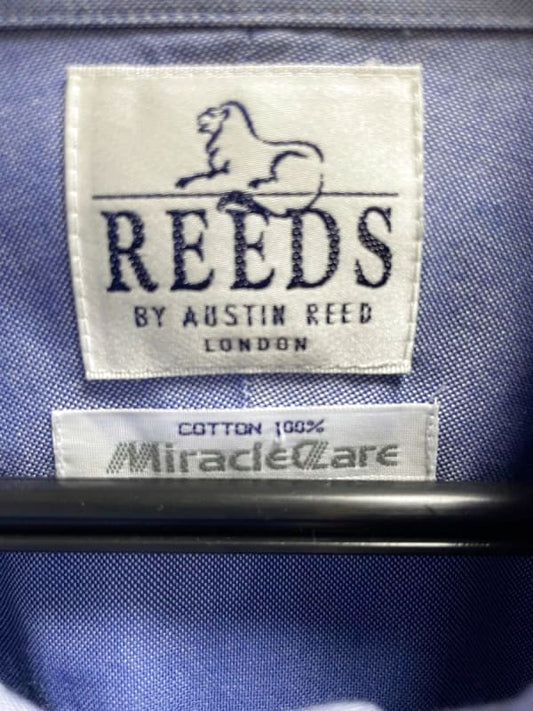 REEDS
BY AUSTIN REED
LONDON
COTTON 100%
MiracleCare